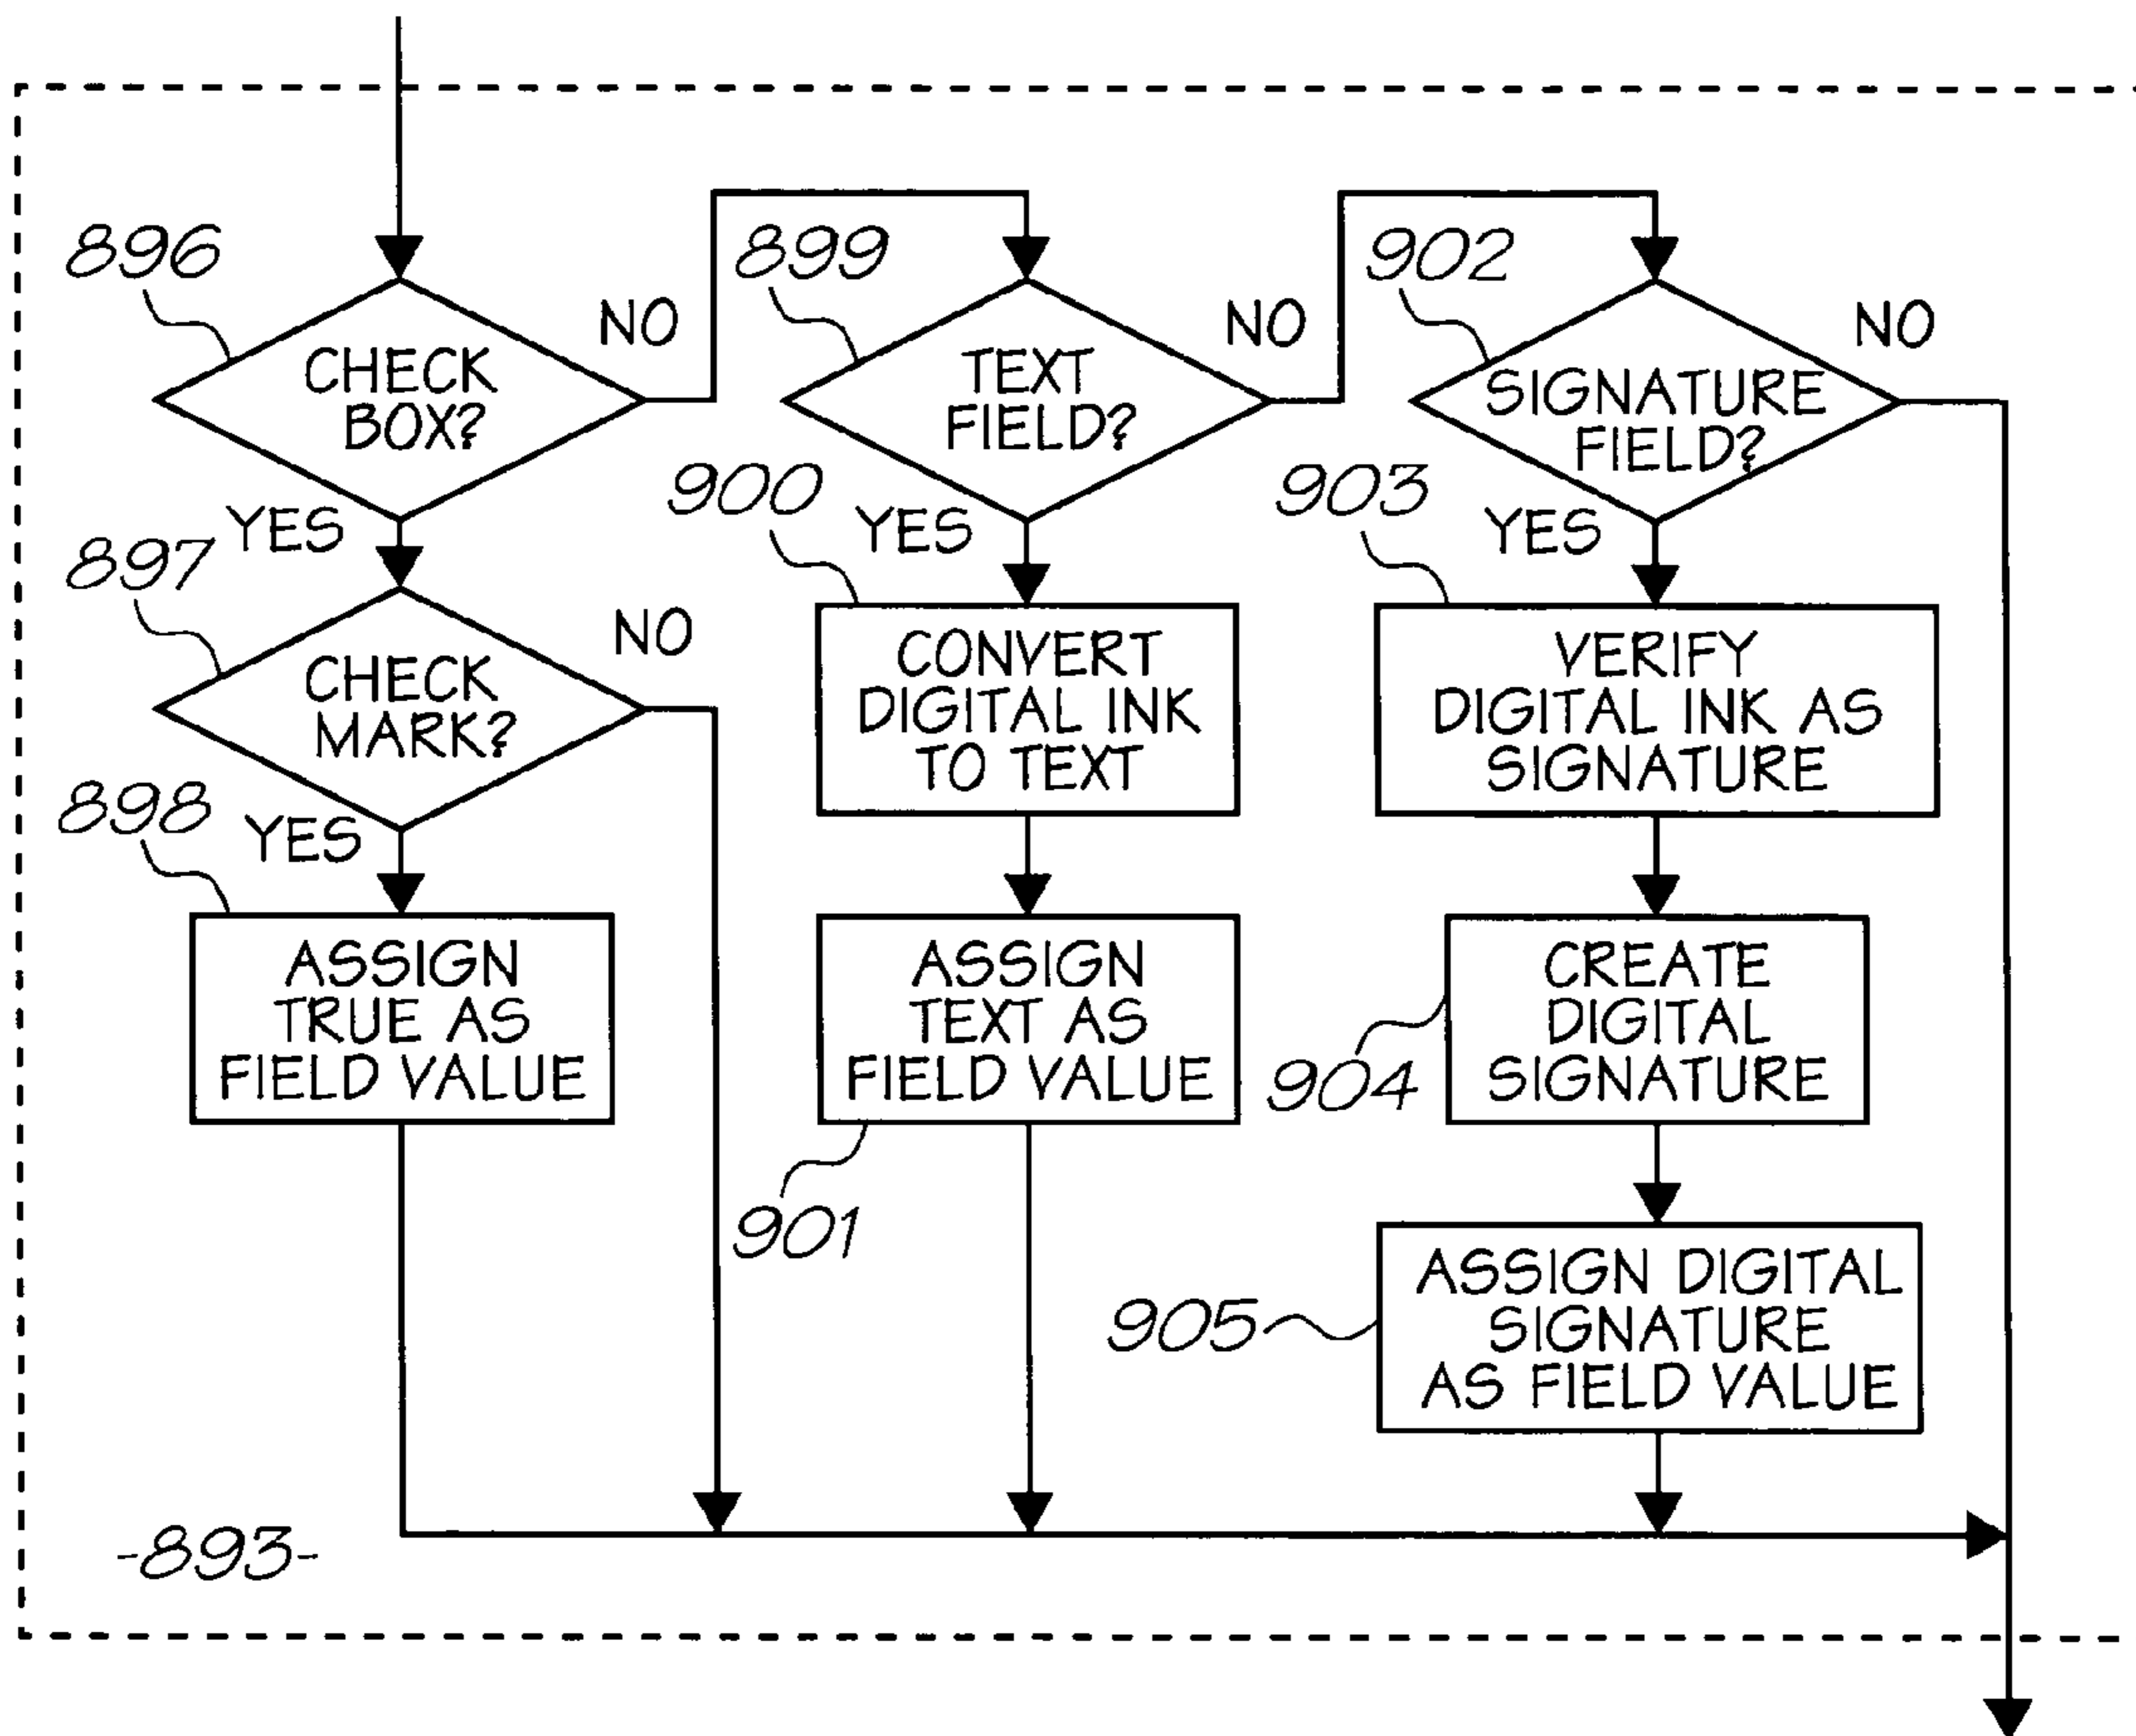 896
CHECK
BOX?
NO
YES
897
CHECK
MARK?
NO
YES
898
ASSIGN
TRUE AS
FIELD VALUE
899
TEXT
FIELD?
NO
YES
900
CONVERT
DIGITAL INK
TO TEXT
ASSIGN
TEXT AS
FIELD VALUE
901
902
SIGNATURE
FIELD?
NO
YES
903
VERIFY
DIGITAL INK AS
SIGNATURE
904
CREATE
DIGITAL
SIGNATURE
905
ASSIGN DIGITAL
SIGNATURE
AS FIELD VALUE
-893-